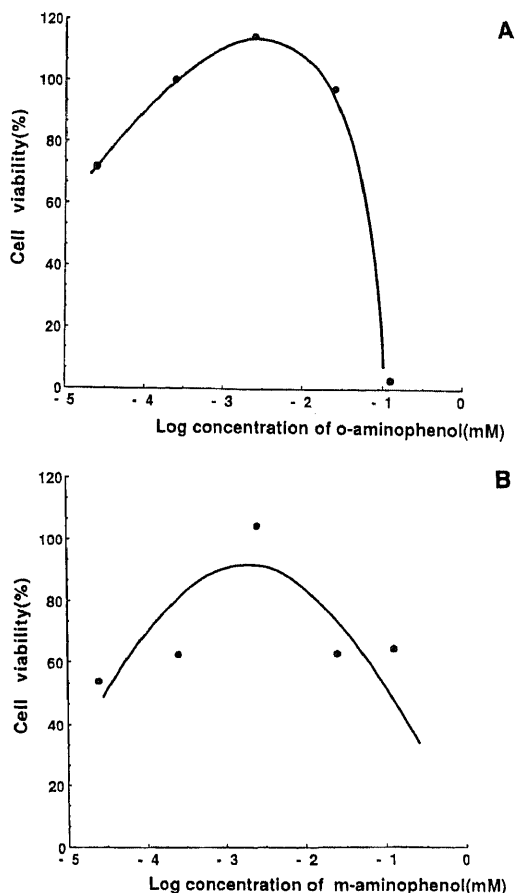 A
120
100
80
60
40
20
0
Cell viability(%)
- 5 - 4 - 3 - 2 - 1 0
Log concentration of o-aminophenol(mM)
B
120
100
80
60
40
20
0
Cell viability(%)
- 5 - 4 - 3 - 2 - 1 0
Log concentration of m-aminophenol(mM)